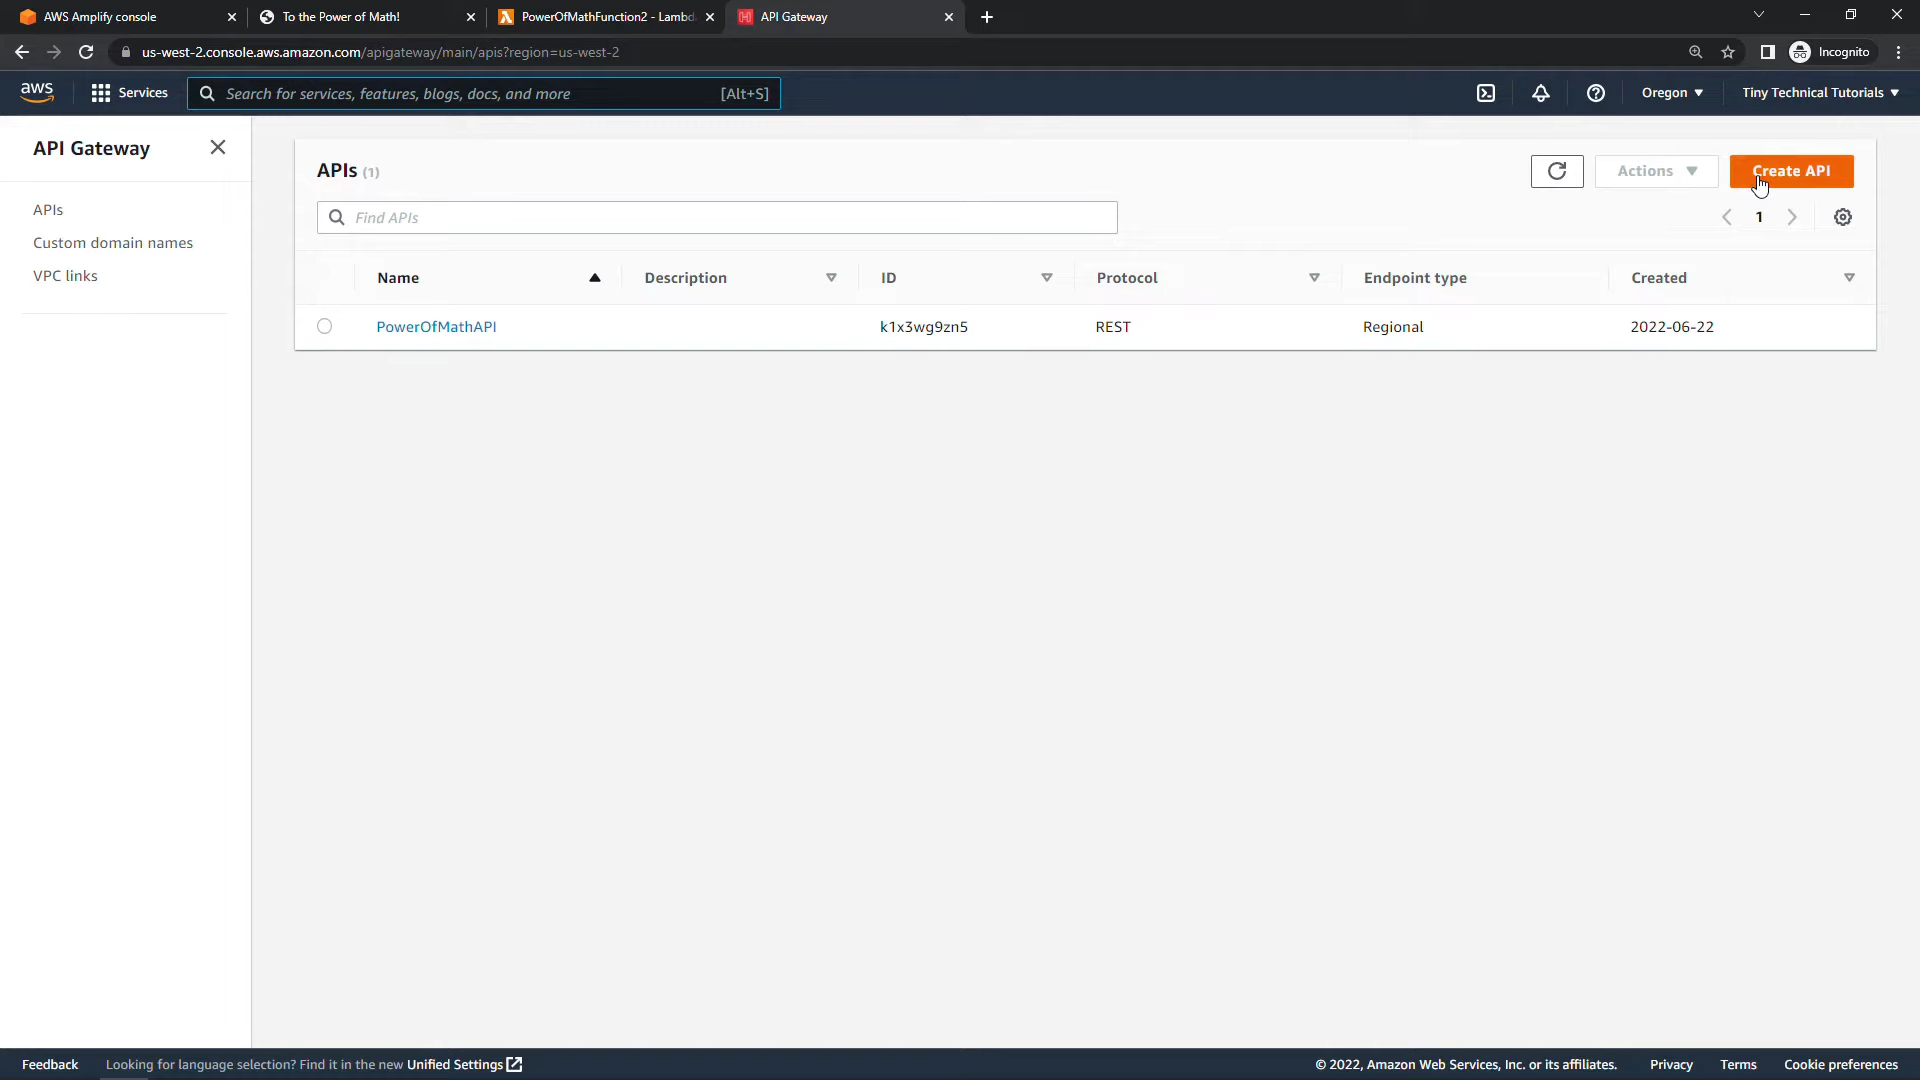 AWS Amplify console
To the Power of Math!
PowerOfMathFunction2 - Lambd
API Gateway
us-west-2.console.aws.amazon.com/apigateway/main/apis?region=us-west-2
Incognito
aws
Services
Search for services, features, blogs, docs, and more
[Alt+S]
Oregon
Tiny Technical Tutorials
API Gateway
APIs
Custom domain names
VPC links
APIs (1)
Actions
Create API
Find APIs
1
Name
Description
ID
Protocol
Endpoint type
Created
PowerOfMathAPI
k1x3wg9zn5
REST
Regional
2022-06-22
Feedback
Looking for language selection? Find it in the new Unified Settings
© 2022, Amazon Web Services, Inc. or its affiliates.
Privacy
Terms
Cookie preferences